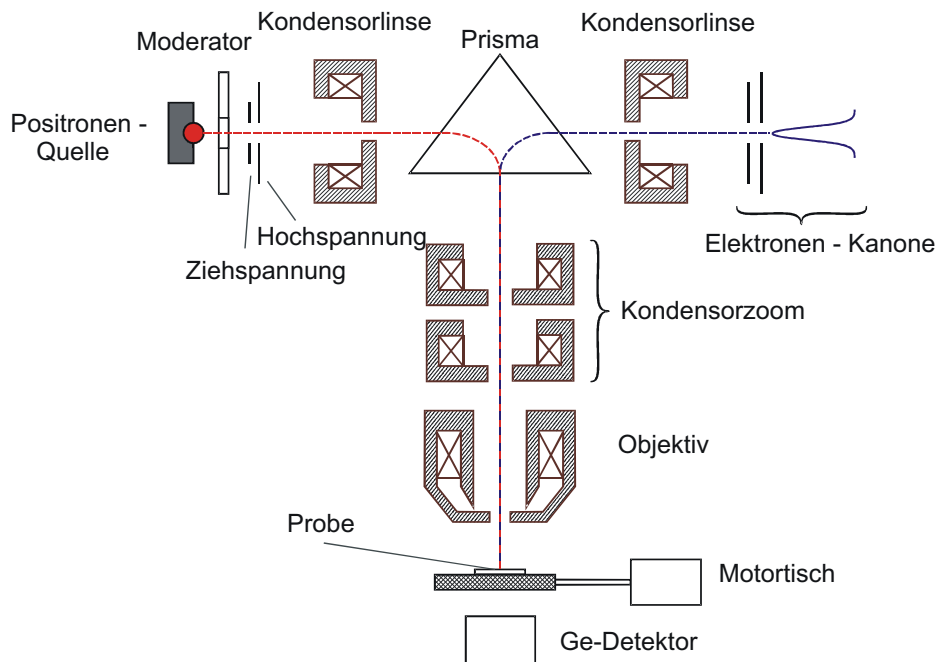 Kondensorlinse
Moderator
Prisma
Kondensorlinse
Positronen -
Quelle
Hochspannung
Ziehspannung
Elektronen - Kanone
Kondensorzoom
Objektiv
Probe
Motortisch
Ge-Detektor